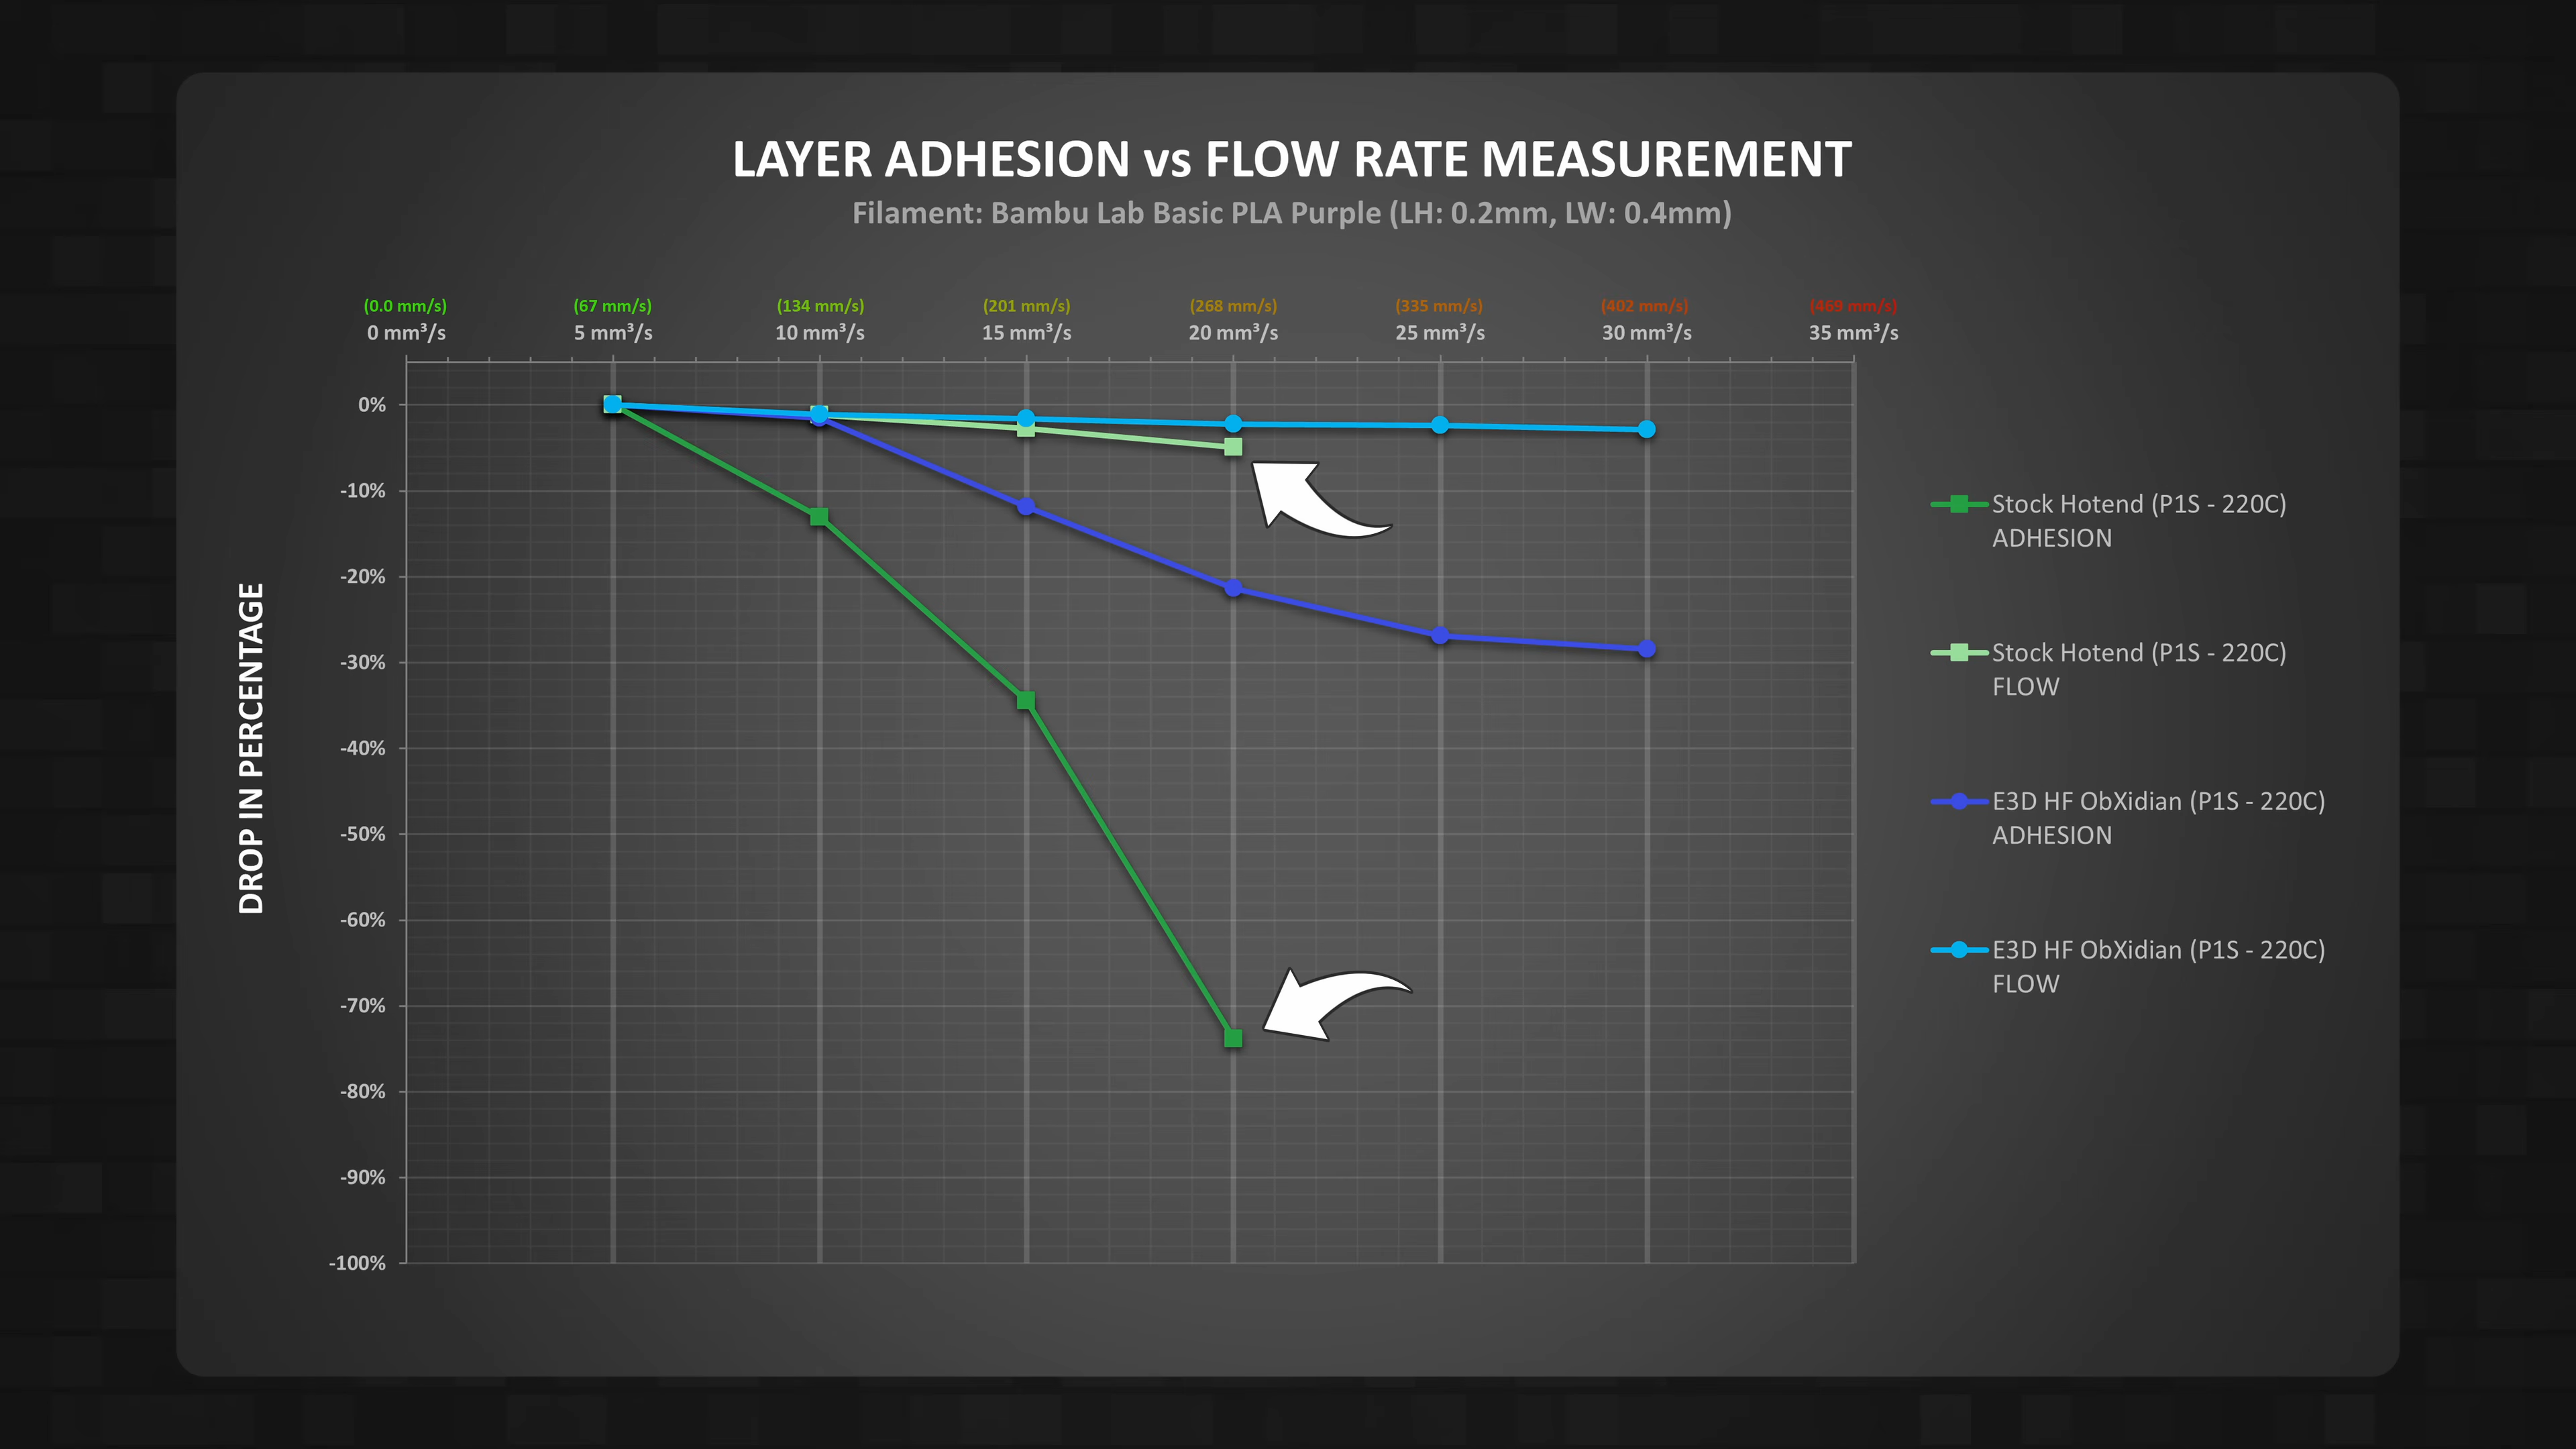 LAYER ADHESION vs FLOW RATE MEASUREMENT
Filament: Bambu Lab Basic PLA Purple (LH: 0.2mm, LW: 0.4mm)
(0.0 mm/s) (67 mm/s) (134 mm/s) (201 mm/s) (268 mm/s) (335 mm/s) (402 mm/s) (469 mm/s)
0 mm³/s 5 mm³/s 10 mm³/s 15 mm³/s 20 mm³/s 25 mm³/s 30 mm³/s 35 mm³/s
DROP IN PERCENTAGE
0%
-10%
-20%
-30%
-40%
-50%
-60%
-70%
-80%
-90%
-100%
Stock Hotend (P1S - 220C)
ADHESION
Stock Hotend (P1S - 220C)
FLOW
E3D HF ObXidian (P1S - 220C)
ADHESION
E3D HF ObXidian (P1S - 220C)
FLOW